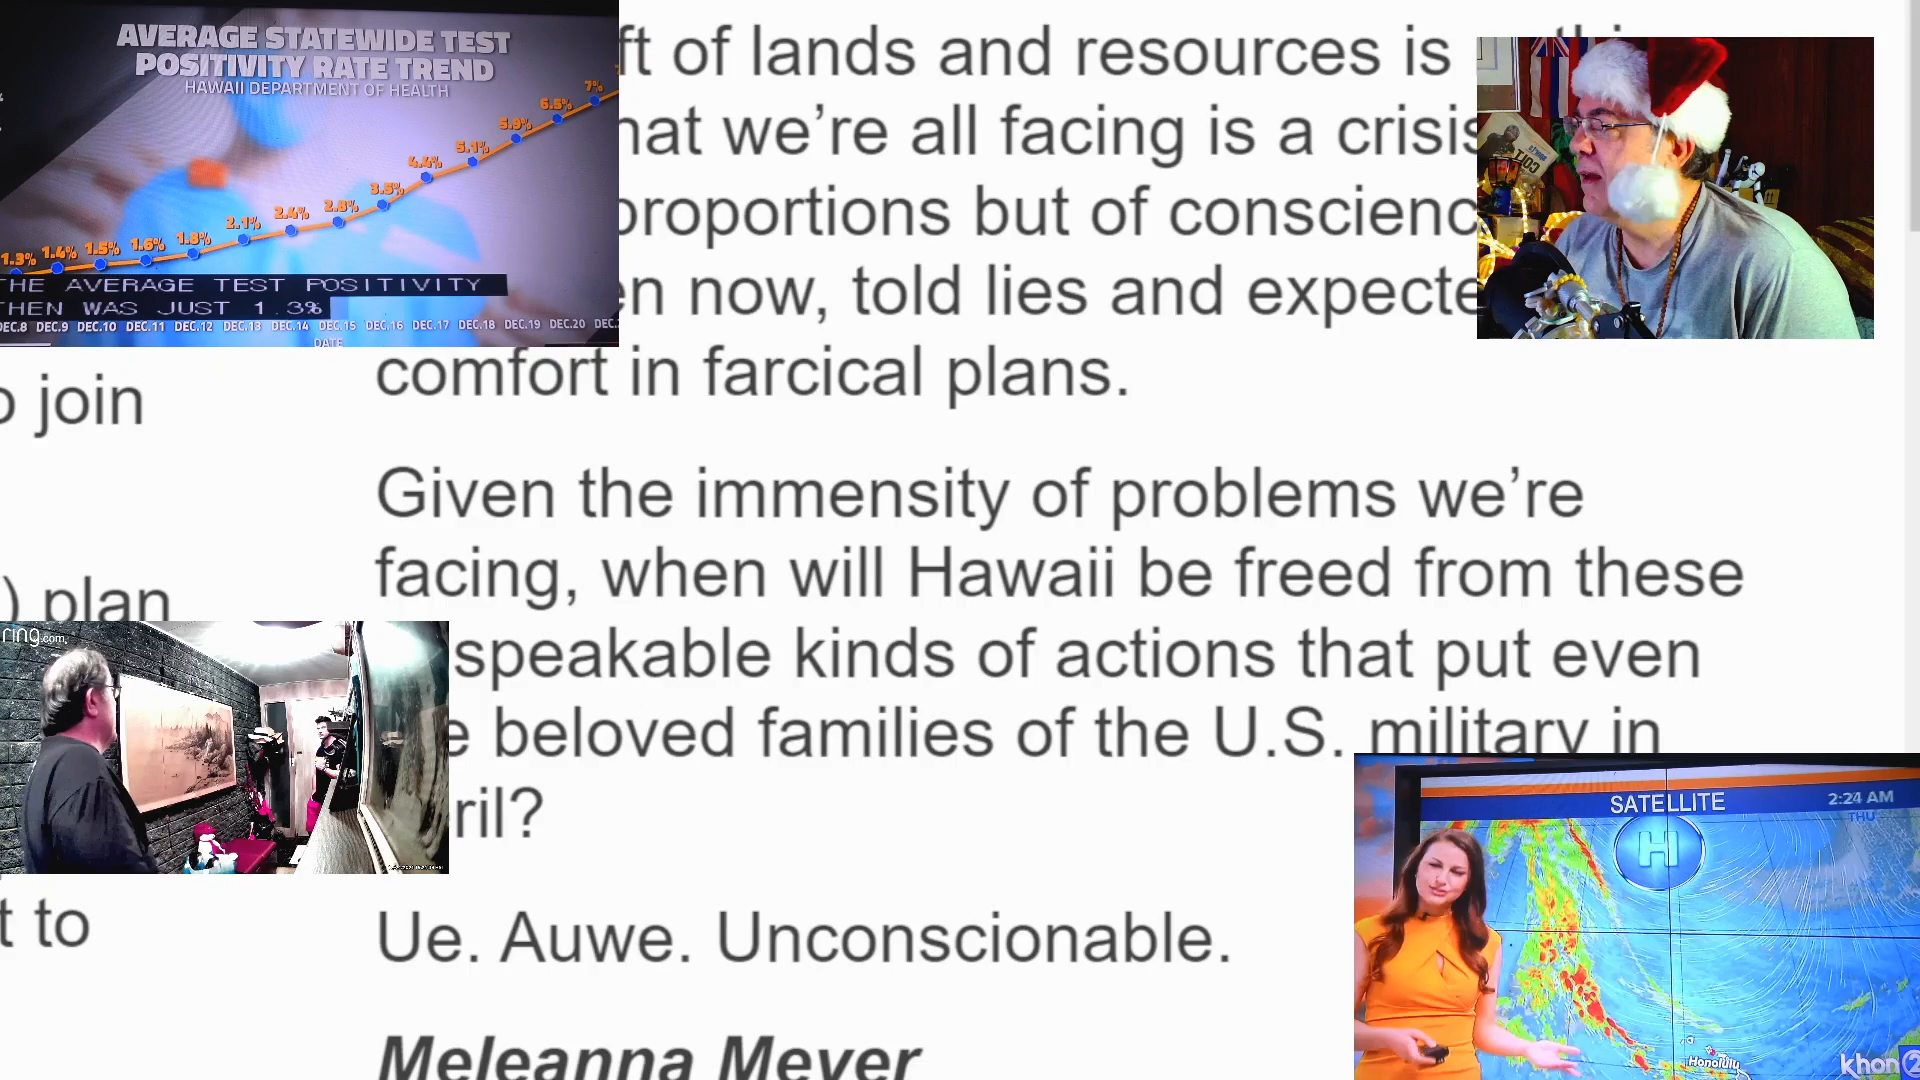 AVERAGE STATEWIDE TEST
POSITIVITY RATE TREND
HAWAII DEPARTMENT OF HEALTH
1.3% 1.4% 1.5% 1.6% 1.8% 2.1% 2.4% 2.8% 3.5% 4.4% 5.1% 5.9% 6.5% 7%
THE AVERAGE TEST POSITIVITY
THEN WAS JUST 1.3%
DEC.8 DEC.9 DEC.10 DEC.11 DEC.12 DEC.13 DEC.14 DEC.15 DEC.16 DEC.17 DEC.18 DEC.19 DEC.20 DEC.
DATE
ft of lands and resources is
hat we’re all facing is a crisis
proportions but of conscienc
en now, told lies and expecte
comfort in farcical plans.
Given the immensity of problems we’re
facing, when will Hawaii be freed from these
speakable kinds of actions that put even
e beloved families of the U.S. military in
ril?
Ue. Auwe. Unconscionable.
Meleanna Meyer
o join
) plan
t to
ring.com
COLT
SATELLITE
2:24 AM
THU
H
Honolulu
khon2